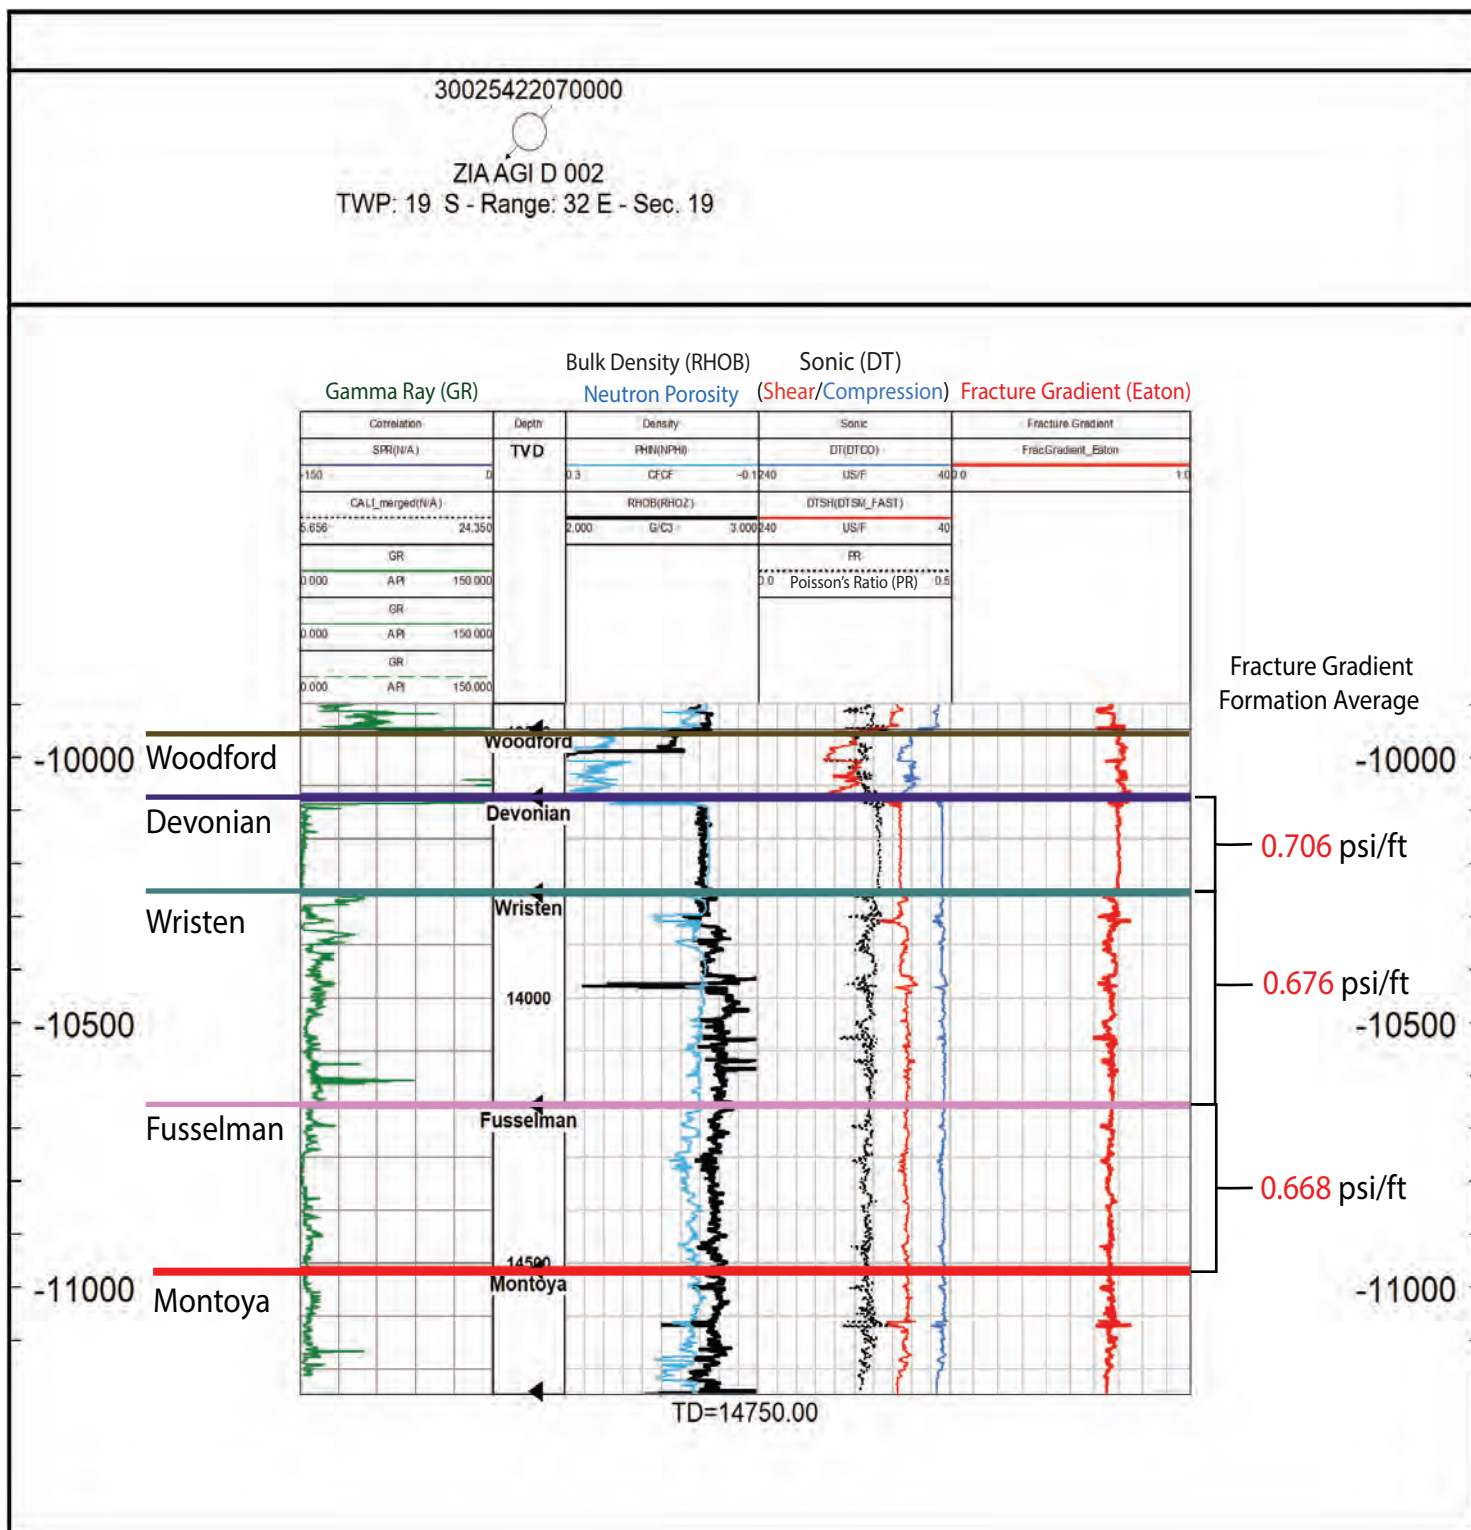 30025422070000
ZIA AGI D 002
TWP: 19 S - Range: 32 E - Sec. 19
Bulk Density (RHOB) Sonic (DT)
Gamma Ray (GR) Neutron Porosity (Shear/Compression) Fracture Gradient (Eaton)
Correlation Depth Density Sonic Fracture Gradient
SPR(N/A) TVD PHIN(NPHI) DT(DTCO) FracGradient_Eaton
-150 0 0.3 CFCF -0.1 240 US/F 40 0.0 1.0
CALI_merged(N/A) RHOB(RHOZ) DTSH(DTSM_FAST)
5.656 24.350 2.000 G/C3 3.000 240 US/F 40
GR PR
0.000 API 150.000 0.0 Poisson's Ratio (PR) 0.5
GR
0.000 API 150.000
GR
0.000 API 150.000
Fracture Gradient
Formation Average
Woodford
-10000 Woodford -10000
Devonian
Devonian
0.706 psi/ft
Wristen
Wristen
0.676 psi/ft
14000
-10500 -10500
Fusselman
Fusselman
0.668 psi/ft
14500
-11000 Montoya -11000
Montoya
TD=14750.00